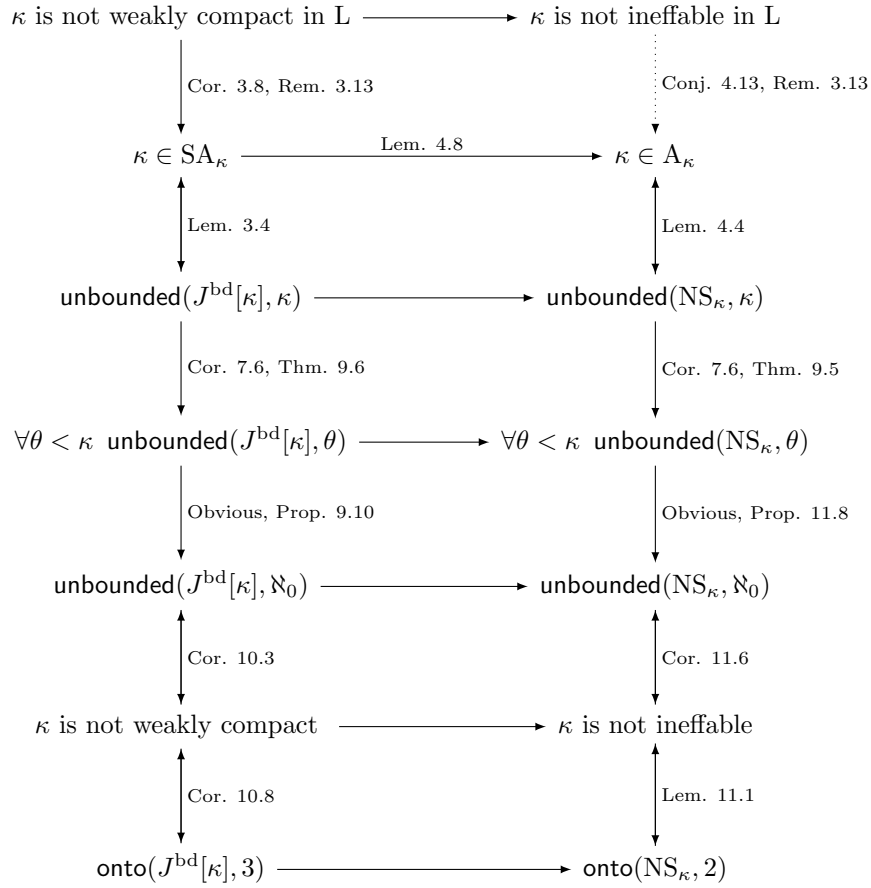 κ is not weakly compact in L κ is not ineffable in L
Cor. 3.8, Rem. 3.13 Conj. 4.13, Rem. 3.13
κ ∈ SA_κ Lem. 4.8 κ ∈ A_κ
Lem. 3.4 Lem. 4.4
unbounded(J^bd[κ], κ) unbounded(NS_κ, κ)
Cor. 7.6, Thm. 9.6 Cor. 7.6, Thm. 9.5
∀θ < κ unbounded(J^bd[κ], θ) ∀θ < κ unbounded(NS_κ, θ)
Obvious, Prop. 9.10 Obvious, Prop. 11.8
unbounded(J^bd[κ], ℵ₀) unbounded(NS_κ, ℵ₀)
Cor. 10.3 Cor. 11.6
κ is not weakly compact κ is not ineffable
Cor. 10.8 Lem. 11.1
onto(J^bd[κ], 3) onto(NS_κ, 2)